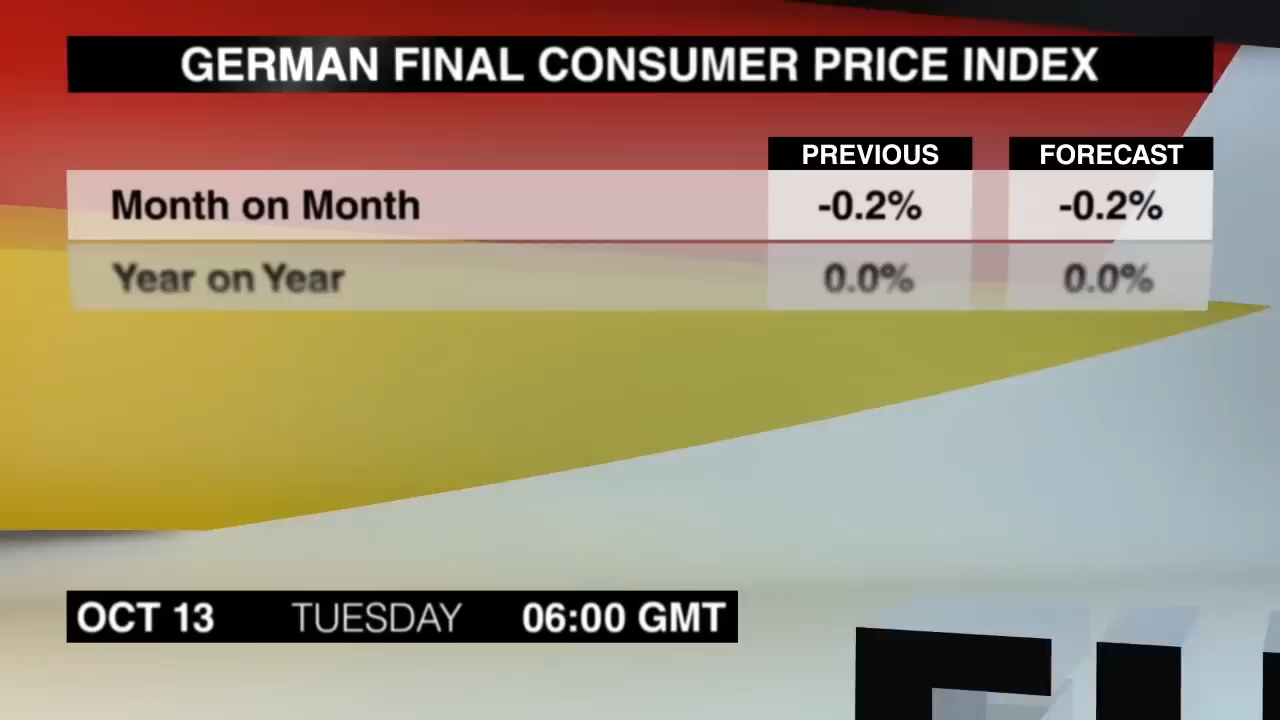 GERMAN FINAL CONSUMER PRICE INDEX
PREVIOUS FORECAST
Month on Month -0.2% -0.2%
Year on Year 0.0% 0.0%
OCT 13 TUESDAY 06:00 GMT